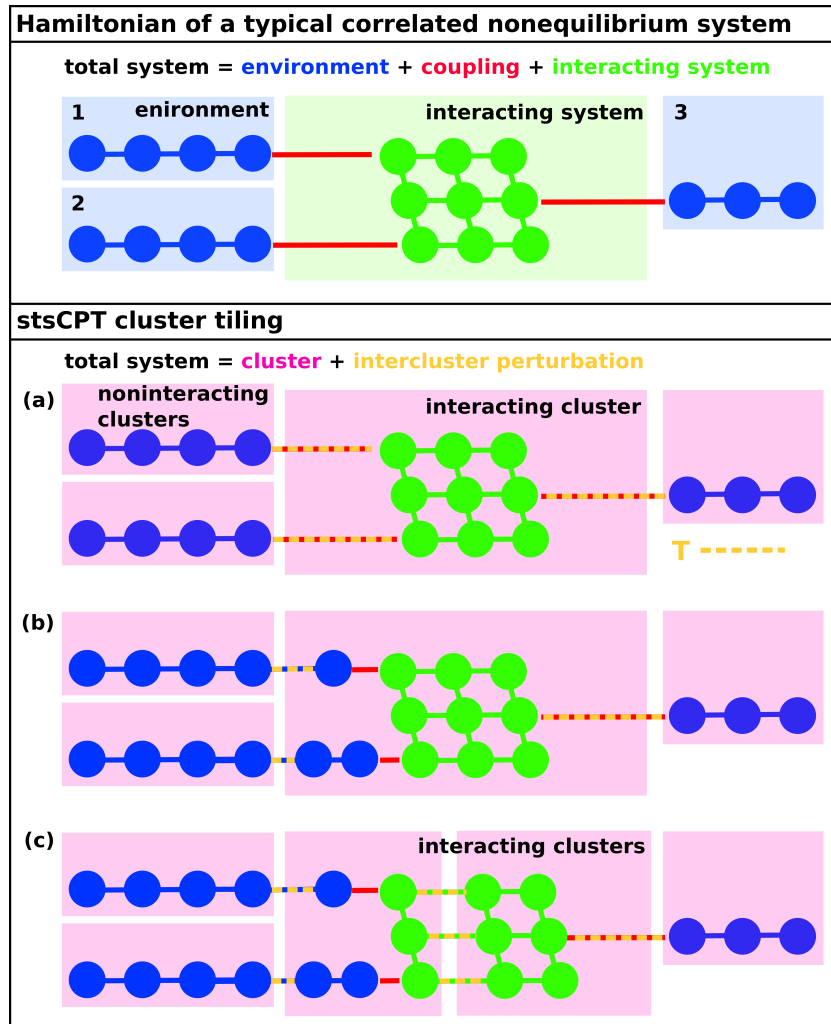 Hamiltonian of a typical correlated nonequilibrium system
total system = environment + coupling + interacting system
1 enironment
interacting system
3
2
stsCPT cluster tiling
total system = cluster + intercluster perturbation
(a)
noninteracting
clusters
interacting cluster
T
(b)
(c)
interacting clusters